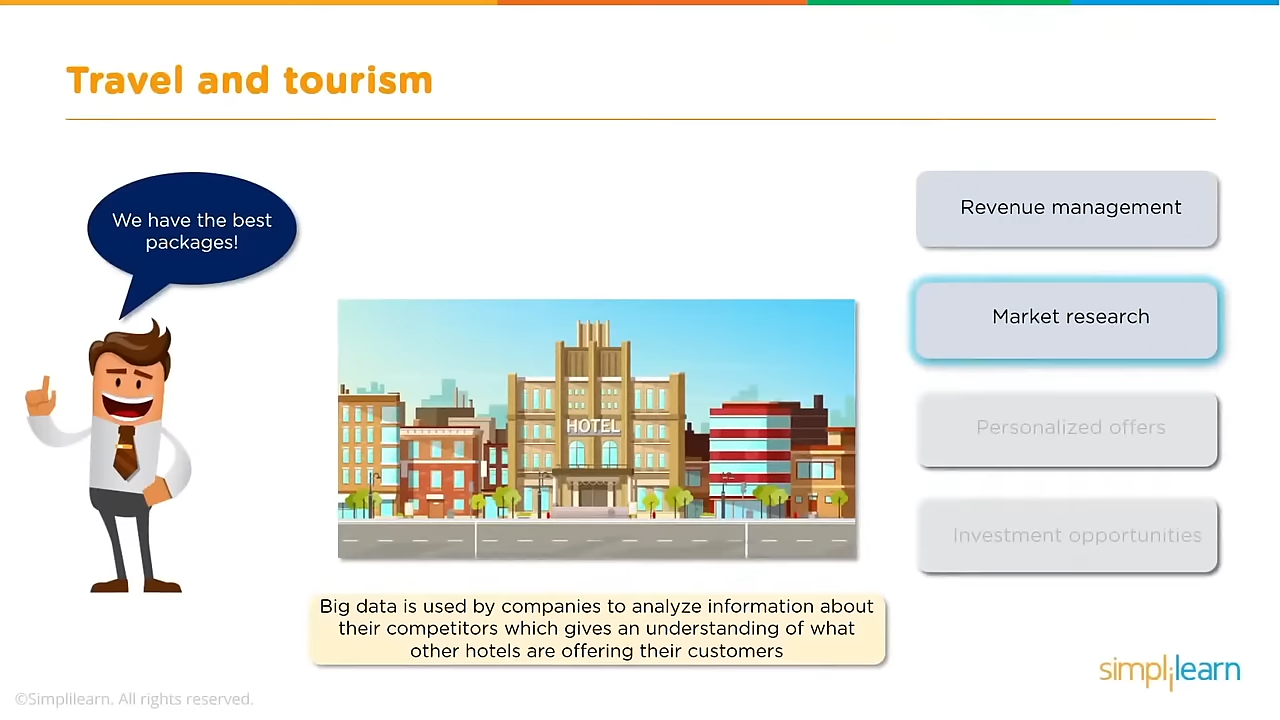 Travel and tourism
We have the best
packages!
HOTEL
Revenue management
Market research
Personalized offers
Investment opportunities
Big data is used by companies to analyze information about
their competitors which gives an understanding of what
other hotels are offering their customers
simplilearn
©Simplilearn. All rights reserved.